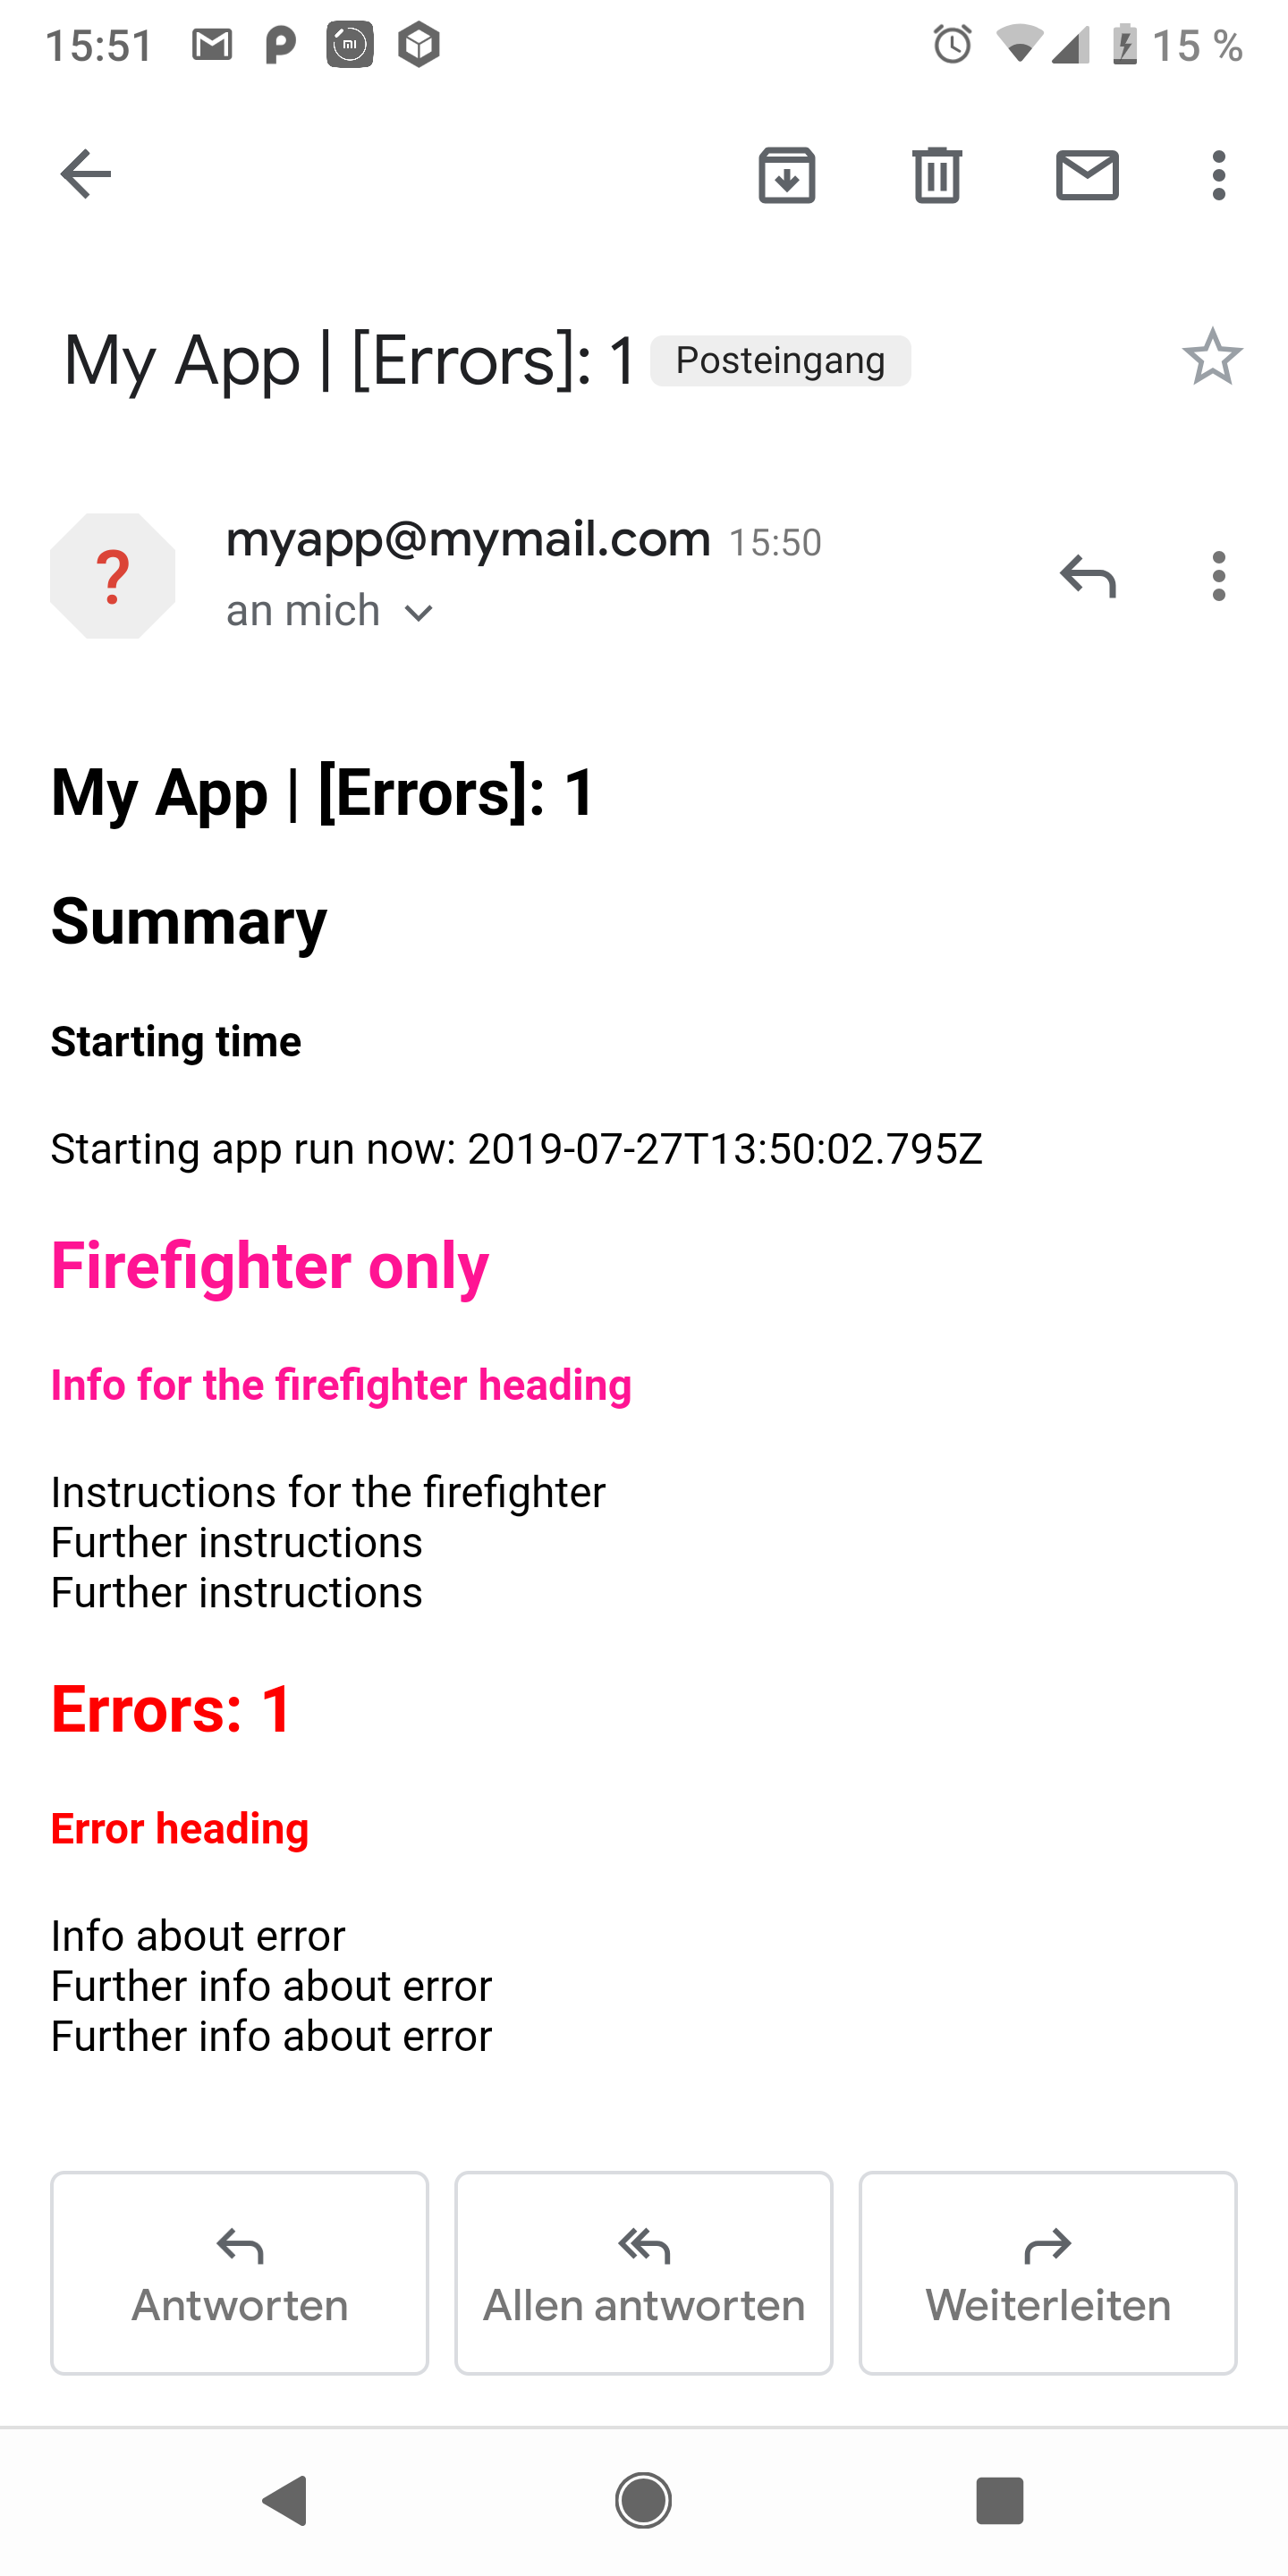 15:51
15 %
My App | [Errors]: 1 Posteingang
?
myapp@mymail.com 15:50
an mich
My App | [Errors]: 1
Summary
Starting time
Starting app run now: 2019-07-27T13:50:02.795Z
Firefighter only
Info for the firefighter heading
Instructions for the firefighter
Further instructions
Further instructions
Errors: 1
Error heading
Info about error
Further info about error
Further info about error
Antworten
Allen antworten
Weiterleiten